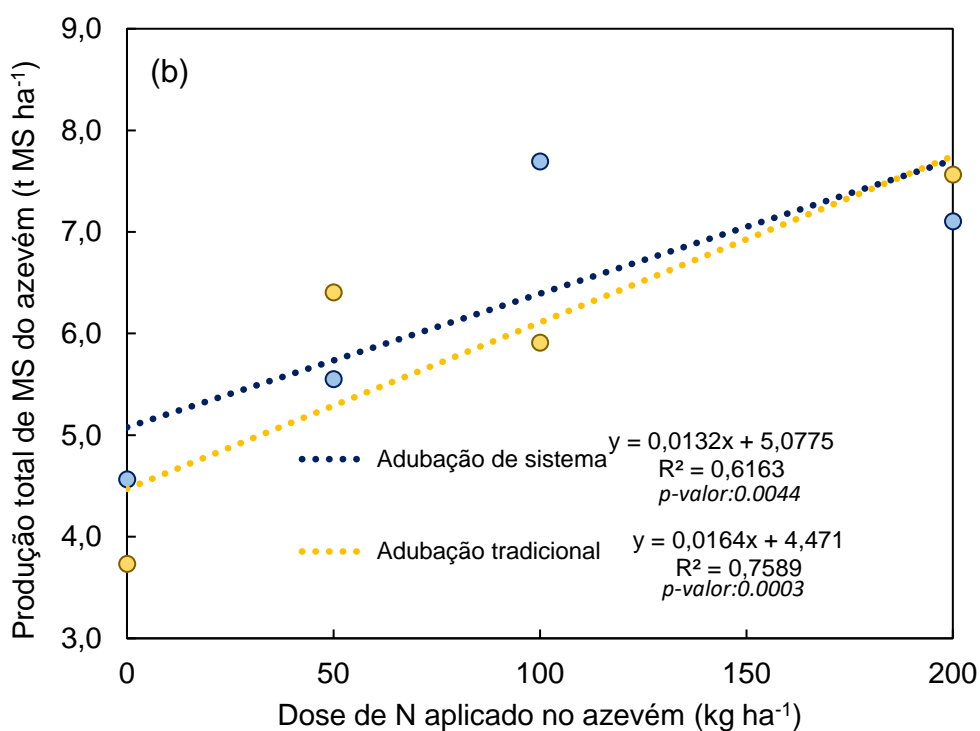 Produção total de MS do azevém (t MS ha⁻¹)
9,0
8,0
7,0
6,0
5,0
4,0
3,0
(b)
Adubação de sistema
y = 0,0132x + 5,0775
R² = 0,6163
p-valor:0.0044
Adubação tradicional
y = 0,0164x + 4,471
R² = 0,7589
p-valor:0.0003
0 50 100 150 200
Dose de N aplicado no azevém (kg ha⁻¹)